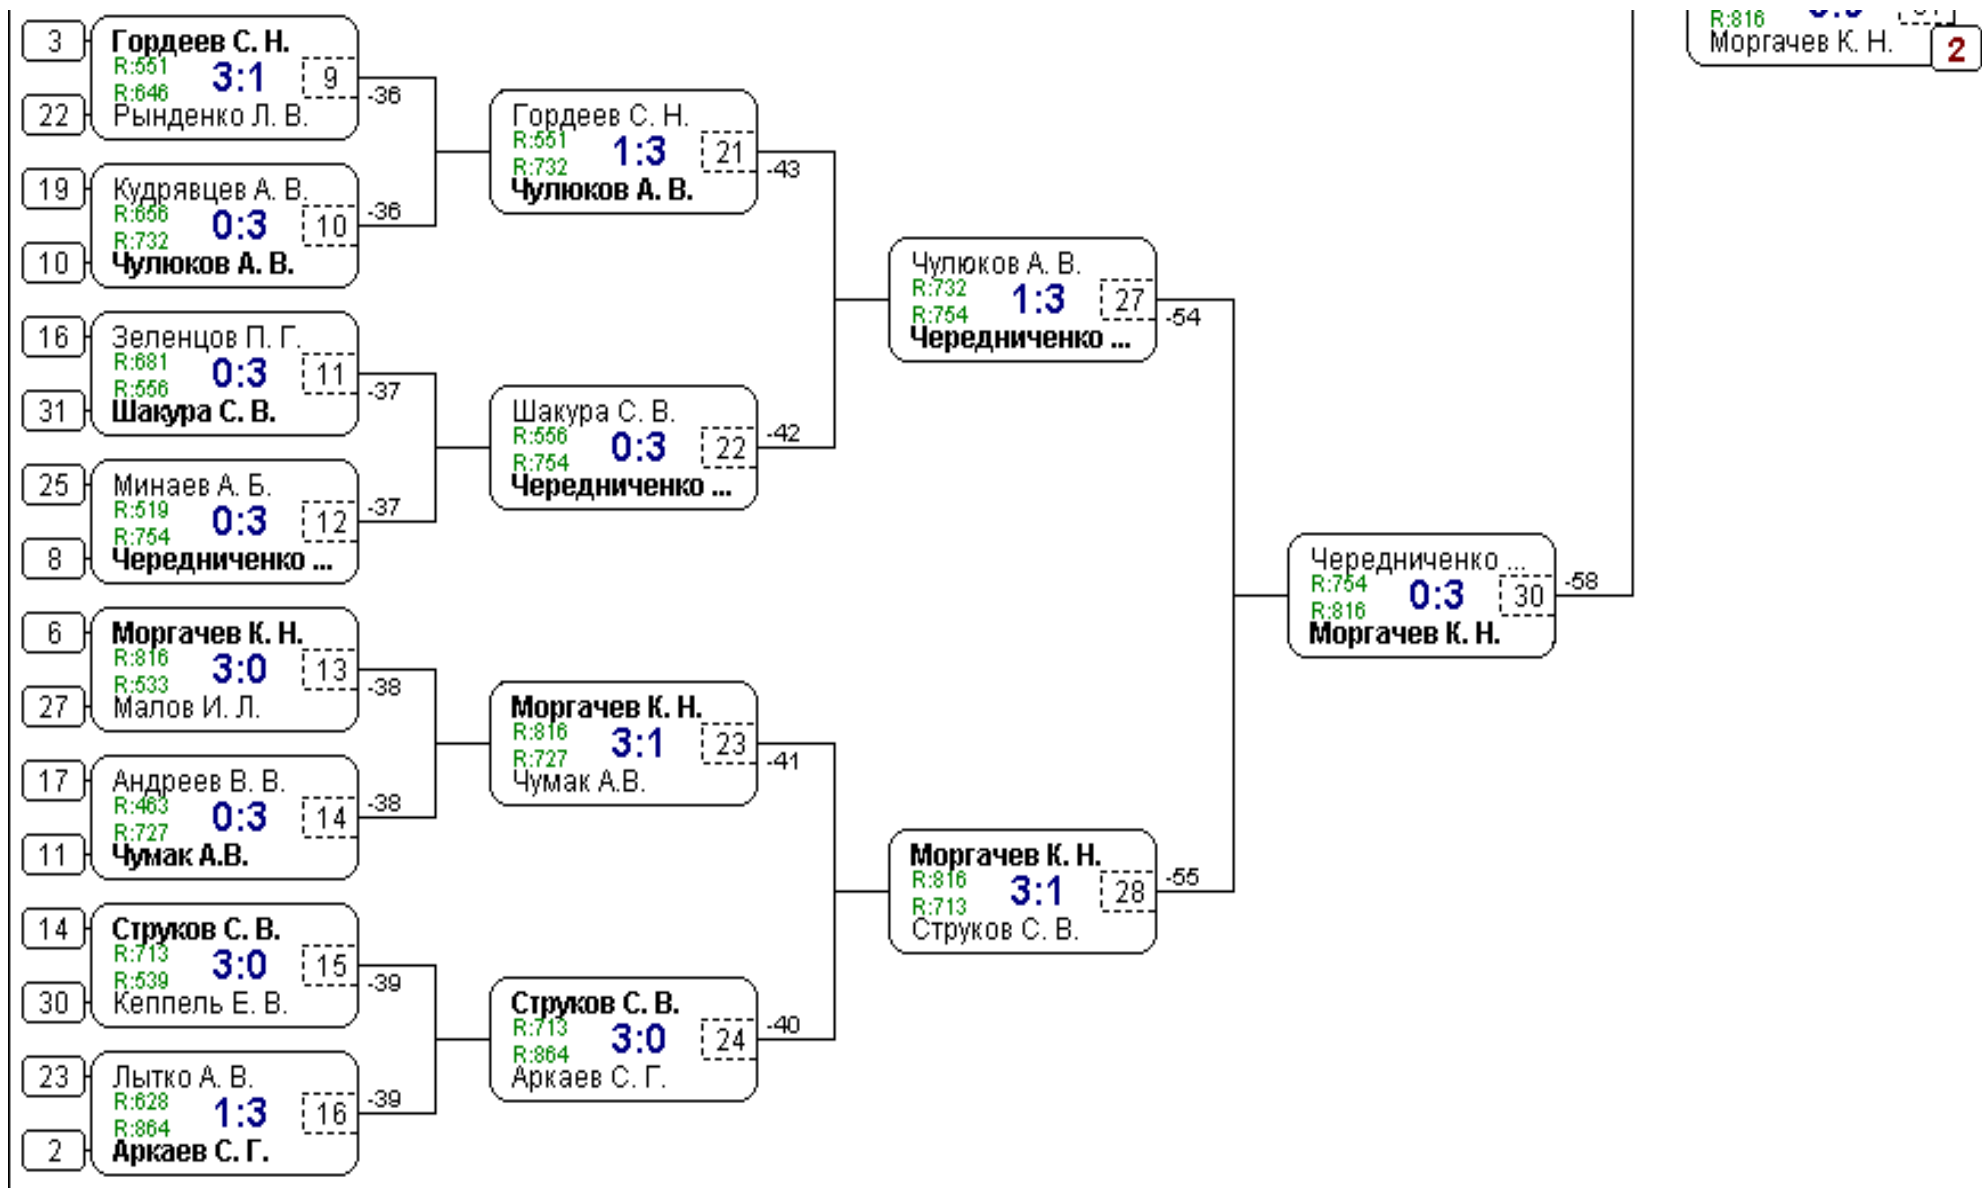 3
Гордеев С. Н.
R:551
3:1
9
R:646
22
Рынденко Л. В.
-36
19
Кудрявцев А. В.
R:656
0:3
10
R:732
10
Чулюков А. В.
-36
16
Зеленцов П. Г.
R:681
0:3
11
R:556
31
Шакура С. В.
-37
25
Минаев А. Б.
R:519
0:3
12
R:754
8
Чередниченко ...
-37
6
Моргачев К. Н.
R:816
3:0
13
R:533
27
Малов И. Л.
-38
17
Андреев В. В.
R:463
0:3
14
R:727
11
Чумак А.В.
-38
14
Струков С. В.
R:713
3:0
15
R:539
30
Кеппель Е. В.
-39
23
Лытко А. В.
R:628
1:3
16
R:864
2
Аркаев С. Г.
-39
Гордеев С. Н.
R:551
1:3
21
R:732
Чулюков А. В.
-43
Шакура С. В.
R:556
0:3
22
R:754
Чередниченко ...
-42
Моргачев К. Н.
R:816
3:1
23
R:727
Чумак А.В.
-41
Струков С. В.
R:713
3:0
24
R:864
Аркаев С. Г.
-40
Чулюков А. В.
R:732
1:3
27
R:754
Чередниченко ...
-54
Моргачев К. Н.
R:816
3:1
28
R:713
Струков С. В.
-55
Чередниченко ...
R:754
0:3
30
R:816
Моргачев К. Н.
-58
R:816
Моргачев К. Н.
2